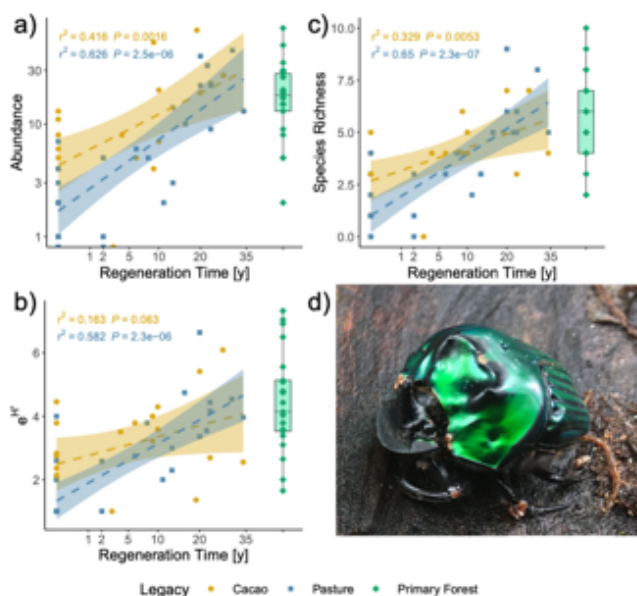 a)
r² = 0.416 P = 0.0016
r² = 0.626 P = 2.5e-06
30
10
3
1
Abundance
1 2 5 10 20 35
Regeneration Time [y]
c)
r² = 0.329 P = 0.0053
r² = 0.65 P = 2.3e-07
10.0
7.5
5.0
2.5
0.0
Species Richness
1 2 5 10 20 35
Regeneration Time [y]
b)
r² = 0.163 P = 0.063
r² = 0.582 P = 2.3e-06
6
4
2
e^H'
1 2 5 10 20 35
Regeneration Time [y]
d)
Legacy Cacao Pasture Primary Forest